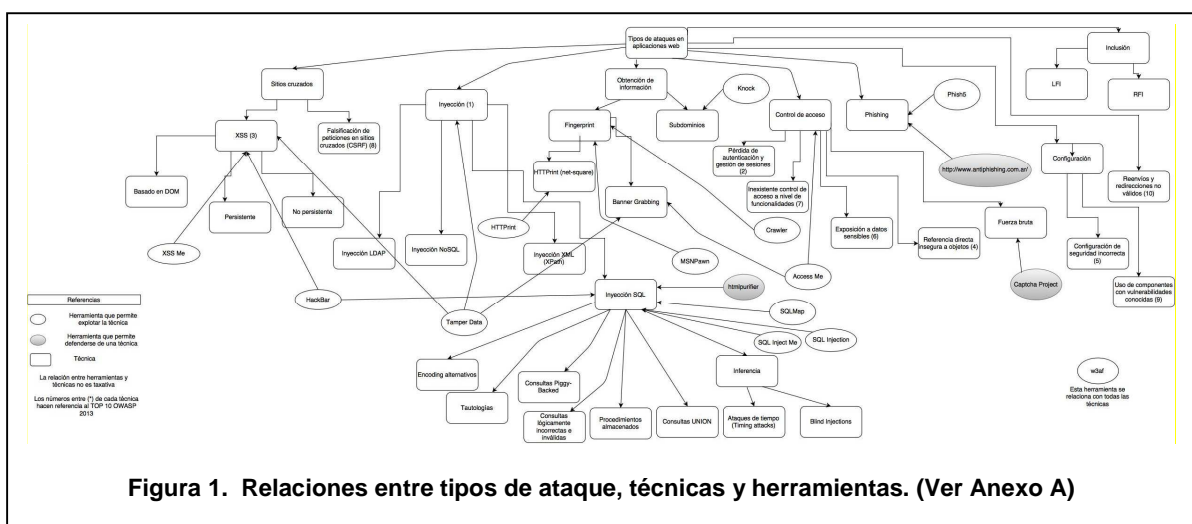 Tipos de ataques en
aplicaciones web
Inclusión
LFI
RFI
Sitios cruzados
XSS (3)
Falsificación de
peticiones en sitios
cruzados (CSRF) (8)
Basado en DOM
Persistente
No persistente
XSS Me
Inyección (1)
Inyección LDAP
Inyección NoSQL
Inyección XML
(XPath)
HackBar
Tamper Data
Obtención de
información
Knock
Fingerprint
Subdominios
HTTPrint (net-square)
Banner Grabbing
HTTPrint
Crawler
MSNPawn
Access Me
Control de acceso
Pérdida de
autenticación y
gestión de sesiones
(2)
Inexistente control de
acceso a nivel de
funcionalidades (7)
Exposición a datos
sensibles (6)
Referencia directa
insegura a objetos (4)
Fuerza bruta
Captcha Project
Phishing
Phish5
http://www.antiphishing.com.ar/
Configuración
Configuración de
seguridad incorrecta
(5)
Uso de componentes
con vulnerabilidades
conocidas (9)
Reenvíos y
redirecciones no
válidos (10)
Inyección SQL
htmlpurifier
SQLMap
SQL Inject Me
SQL Injection
Encoding alternativos
Tautologías
Consultas Piggy-
Backed
Consultas
lógicamente
incorrectas e
inválidas
Procedimientos
almacenados
Consultas UNION
Inferencia
Ataques de tiempo
(Timing attacks)
Blind Injections
w3af
Esta herramienta se
relaciona con todas las
técnicas
Referencias
Herramienta que permite
explotar la técnica
Herramienta que permite
defenderse de una técnica
Técnica
La relación entre herramientas y
técnicas no es taxativa
Los números entre (*) de cada técnica
hacen referencia al TOP 10 OWASP
2013
Figura 1. Relaciones entre tipos de ataque, técnicas y herramientas. (Ver Anexo A)